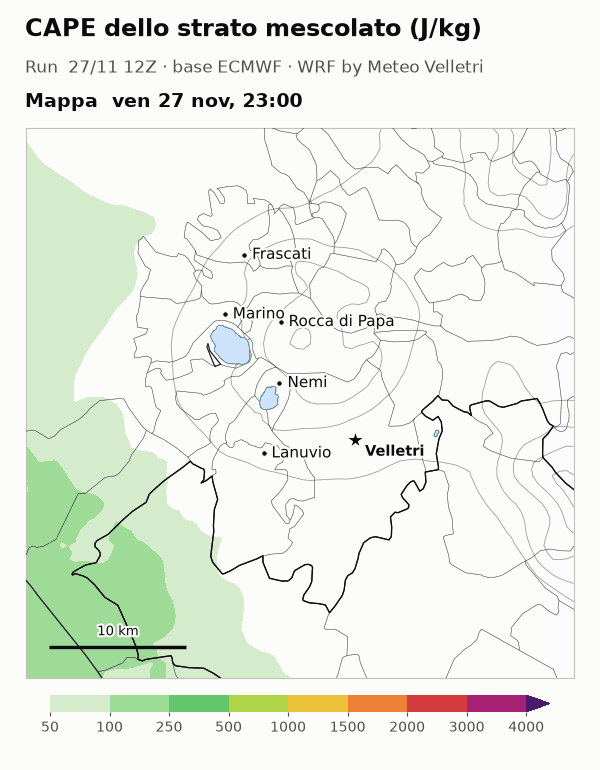 CAPE dello strato mescolato (J/kg)
Run  27/11 12Z · base ECMWF · WRF by Meteo Velletri
Mappa  ven 27 nov, 23:00
Frascati
Marino
Rocca di Papa
Nemi
Velletri
Lanuvio
10 km
50 100 250 500 1000 1500 2000 3000 4000